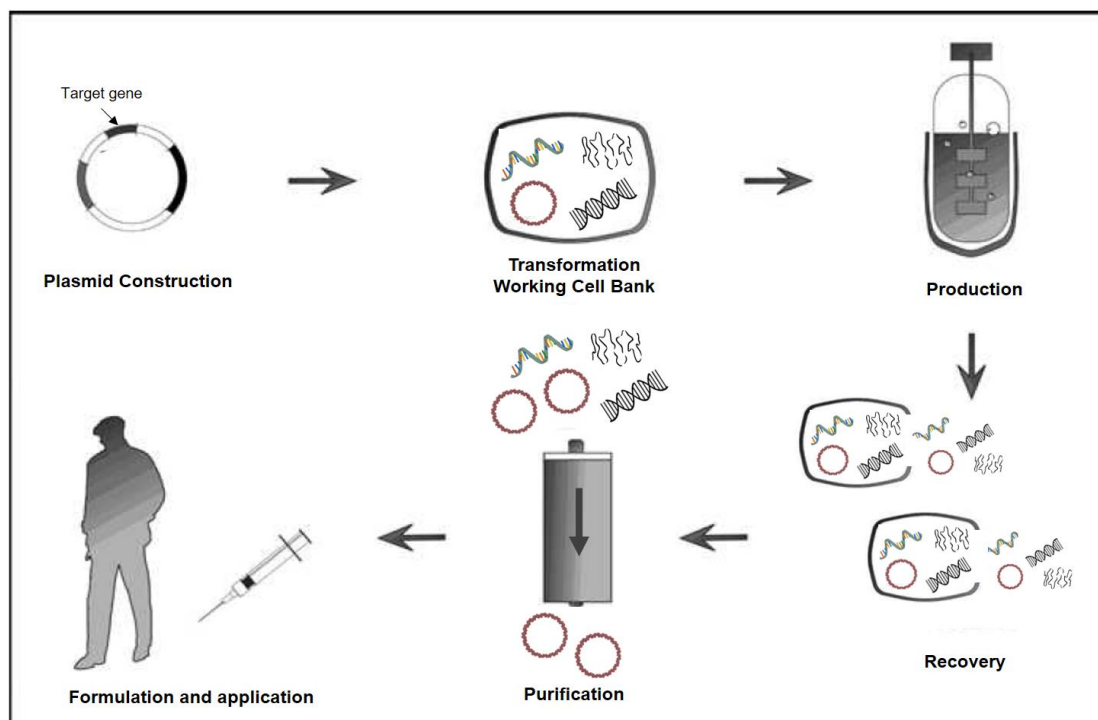 Target gene
Plasmid Construction
Transformation
Working Cell Bank
Production
Recovery
Purification
Formulation and application